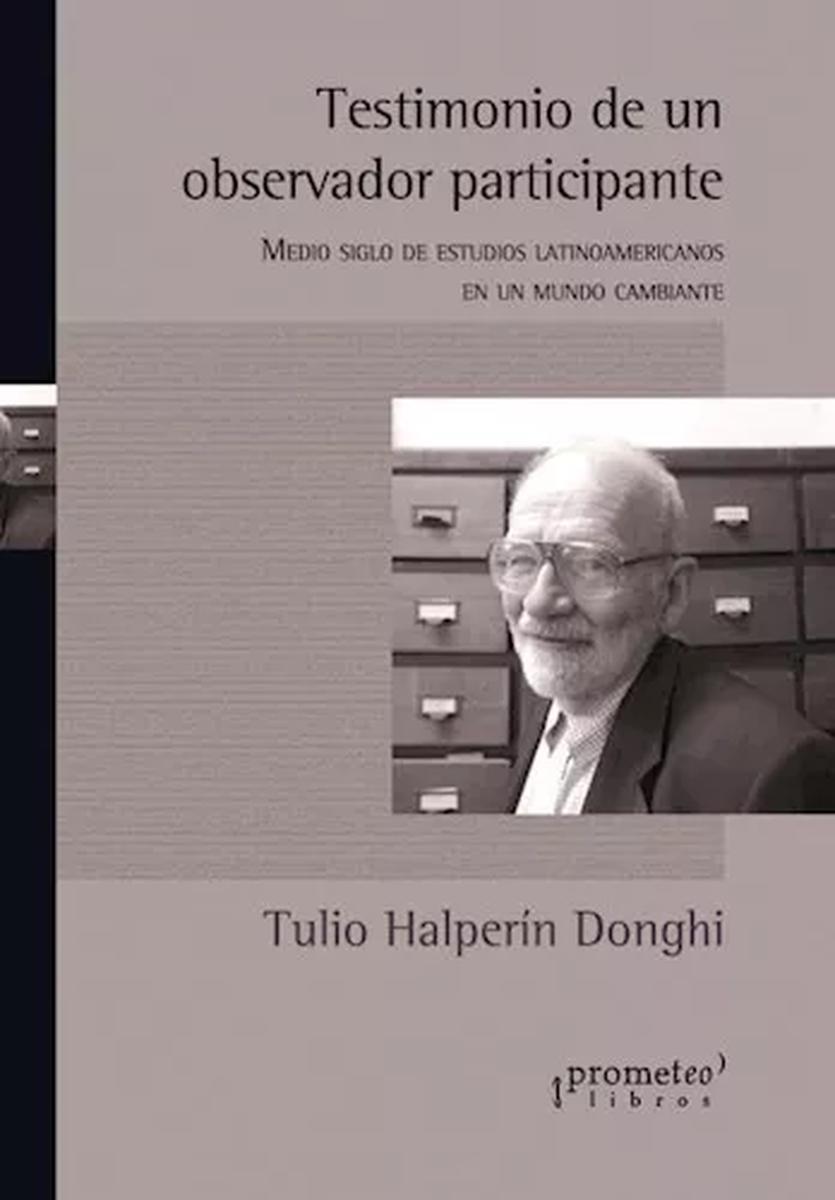 Testimonio de un
observador participante
Medio siglo de estudios latinoamericanos
en un mundo cambiante
Tulio Halperín Donghi
prometeo
libros